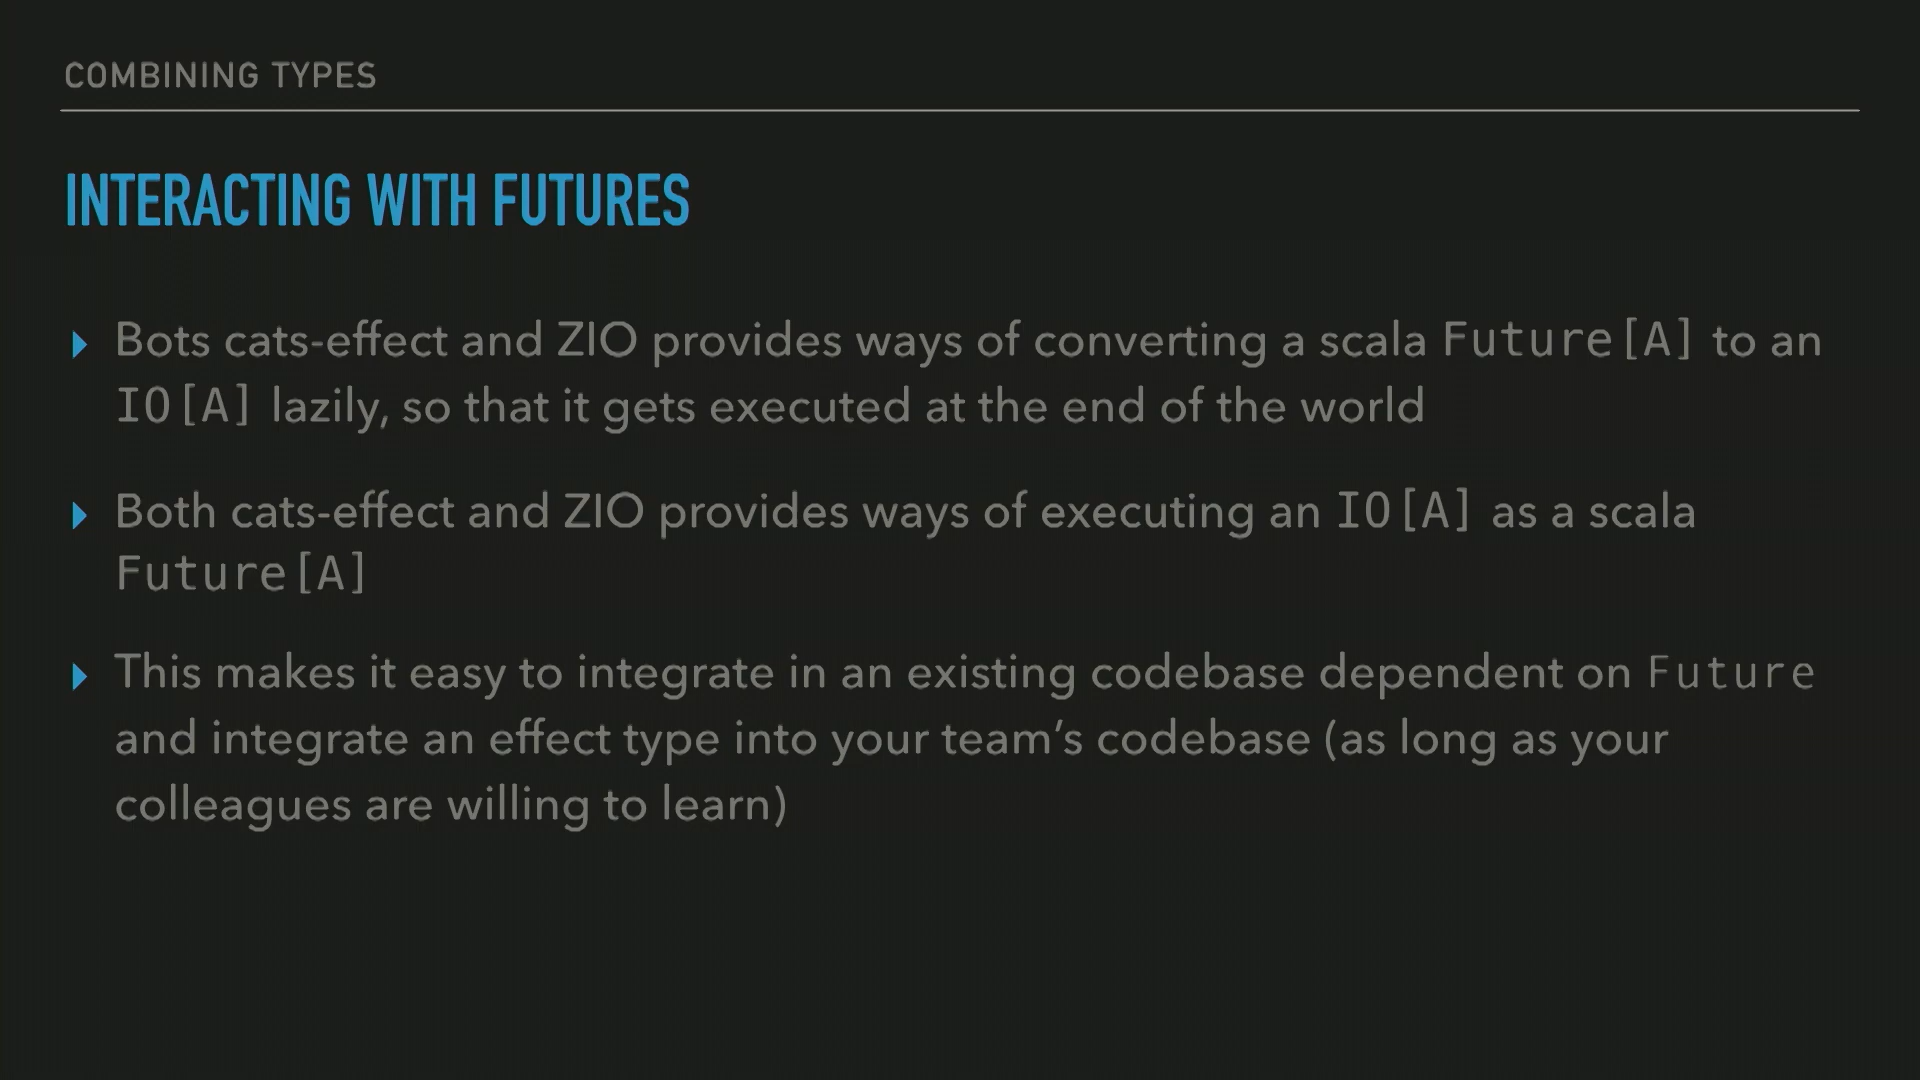 COMBINING TYPES
INTERACTING WITH FUTURES
Bots cats-effect and ZIO provides ways of converting a scala Future[A] to an
IO[A] lazily, so that it gets executed at the end of the world
Both cats-effect and ZIO provides ways of executing an IO[A] as a scala
Future[A]
This makes it easy to integrate in an existing codebase dependent on Future
and integrate an effect type into your team’s codebase (as long as your
colleagues are willing to learn)